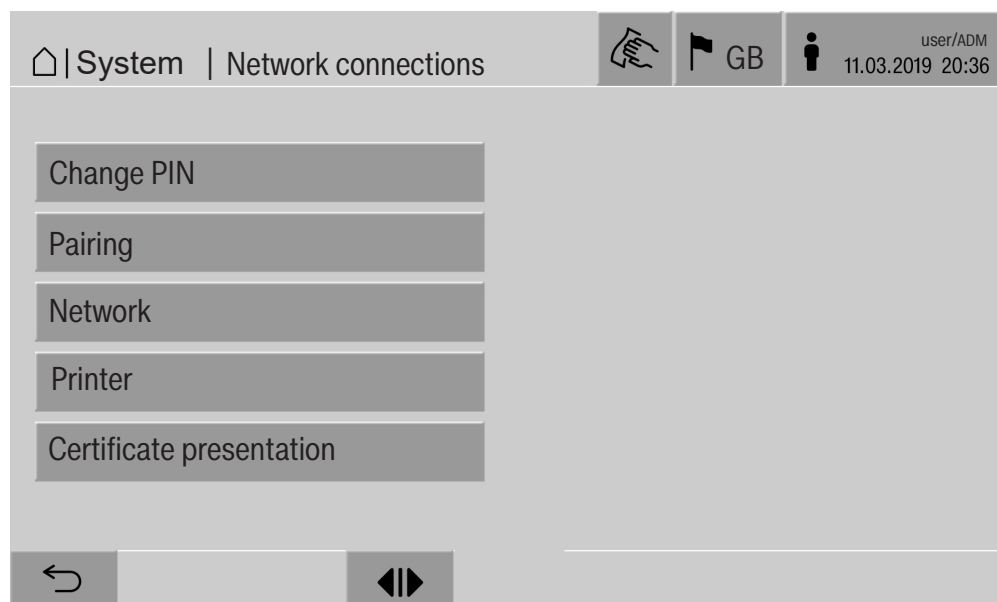 | System | Network connections
GB
user/ADM
11.03.2019 20:36
Change PIN
Pairing
Network
Printer
Certificate presentation